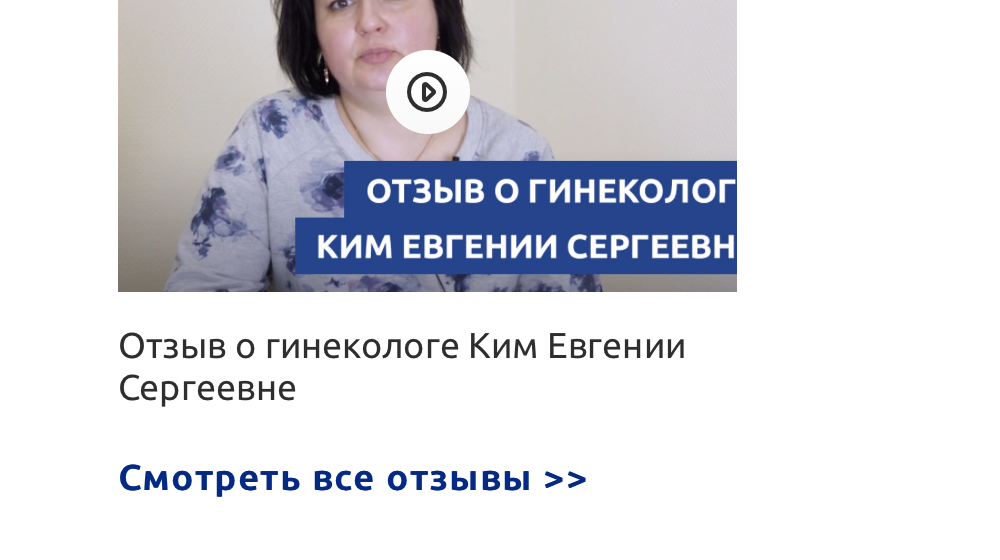 ОТЗЫВ О ГИНЕКОЛОГ
КИМ ЕВГЕНИИ СЕРГЕЕВН
Отзыв о гинекологе Ким Евгении
Сергеевне
Смотреть все отзывы >>